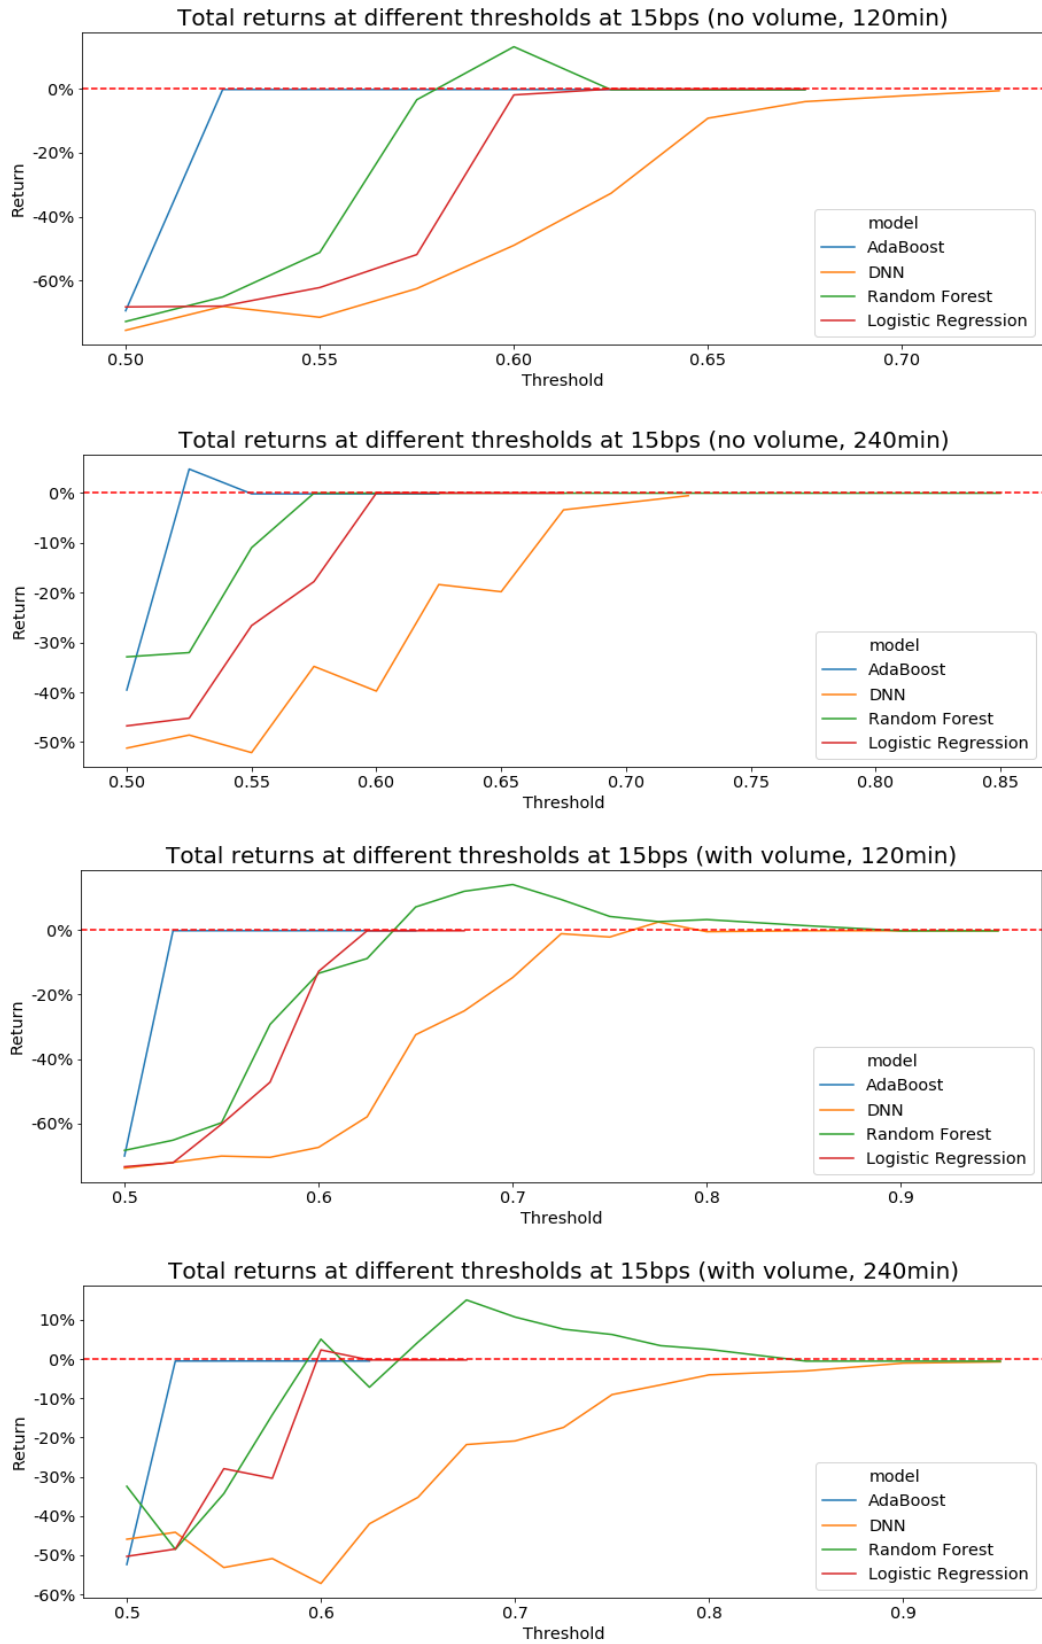 Total returns at different thresholds at 15bps (no volume, 120min)
0%
-20%
-40%
-60%
Return
model
AdaBoost
DNN
Random Forest
Logistic Regression
0.50 0.55 0.60 0.65 0.70
Threshold
Total returns at different thresholds at 15bps (no volume, 240min)
0%
-10%
-20%
-30%
-40%
-50%
Return
model
AdaBoost
DNN
Random Forest
Logistic Regression
0.50 0.55 0.60 0.65 0.70 0.75 0.80 0.85
Threshold
Total returns at different thresholds at 15bps (with volume, 120min)
0%
-20%
-40%
-60%
Return
model
AdaBoost
DNN
Random Forest
Logistic Regression
0.5 0.6 0.7 0.8 0.9
Threshold
Total returns at different thresholds at 15bps (with volume, 240min)
10%
0%
-10%
-20%
-30%
-40%
-50%
-60%
Return
model
AdaBoost
DNN
Random Forest
Logistic Regression
0.5 0.6 0.7 0.8 0.9
Threshold